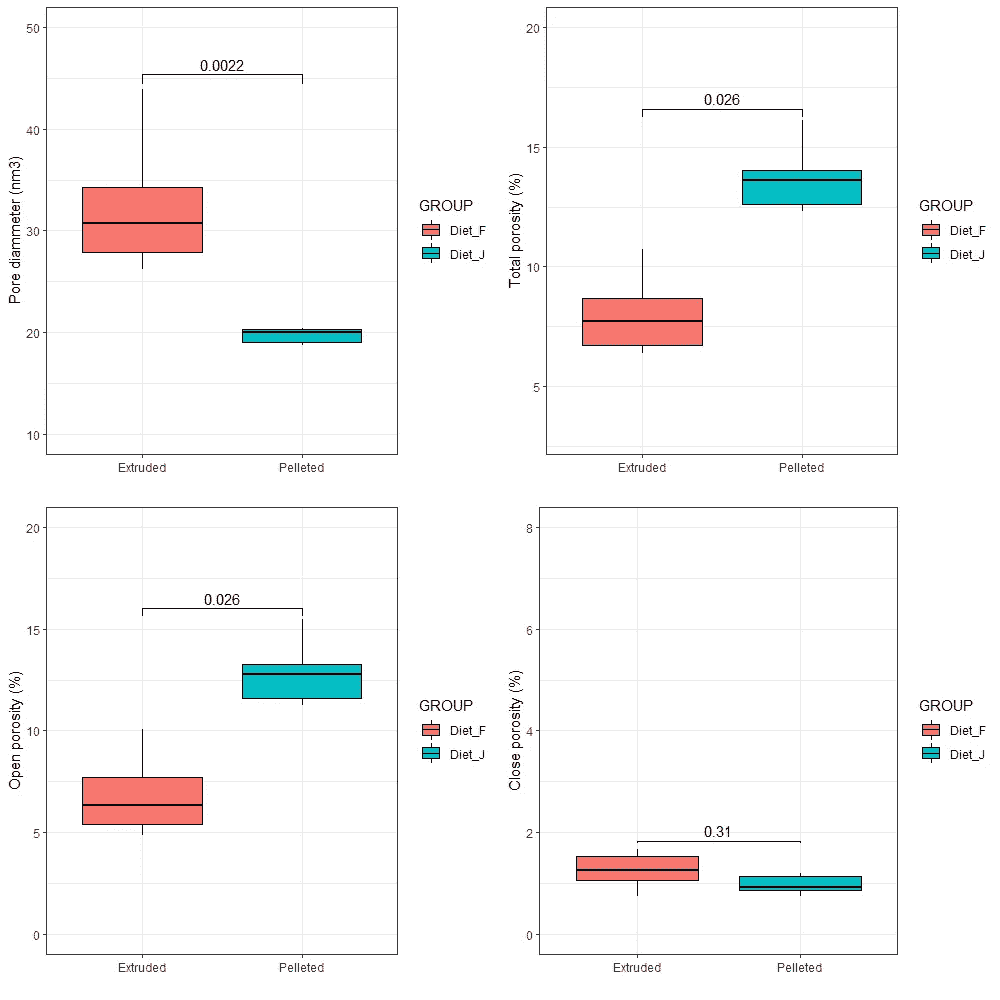 Pore diammeter (nm3)
50
40
30
20
10
0.0022
Extruded
Pelleted
GROUP
Diet_F
Diet_J
Total porosity (%)
20
15
10
5
0.026
Extruded
Pelleted
GROUP
Diet_F
Diet_J
Open porosity (%)
20
15
10
5
0
0.026
Extruded
Pelleted
GROUP
Diet_F
Diet_J
Close porosity (%)
8
6
4
2
0
0.31
Extruded
Pelleted
GROUP
Diet_F
Diet_J